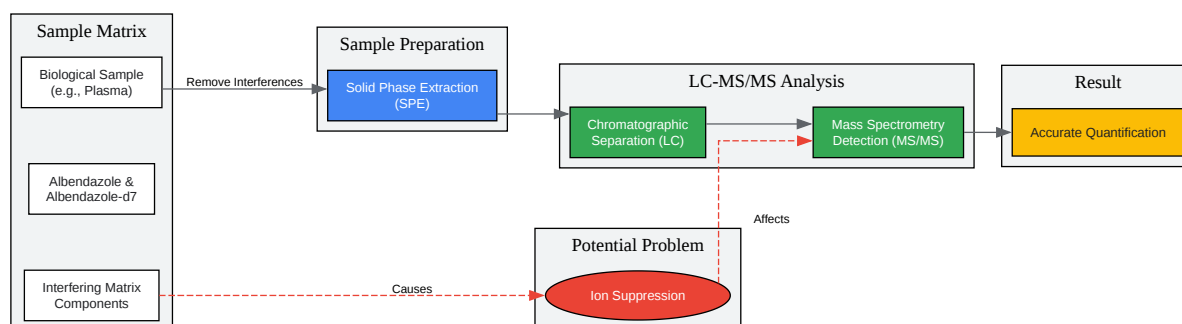 Sample Matrix
Biological Sample
(e.g., Plasma)
Albendazole &
Albendazole-d7
Interfering Matrix
Components
Remove Interferences
Sample Preparation
Solid Phase Extraction
(SPE)
LC-MS/MS Analysis
Chromatographic
Separation (LC)
Mass Spectrometry
Detection (MS/MS)
Result
Accurate Quantification
Causes
Potential Problem
Ion Suppression
Affects